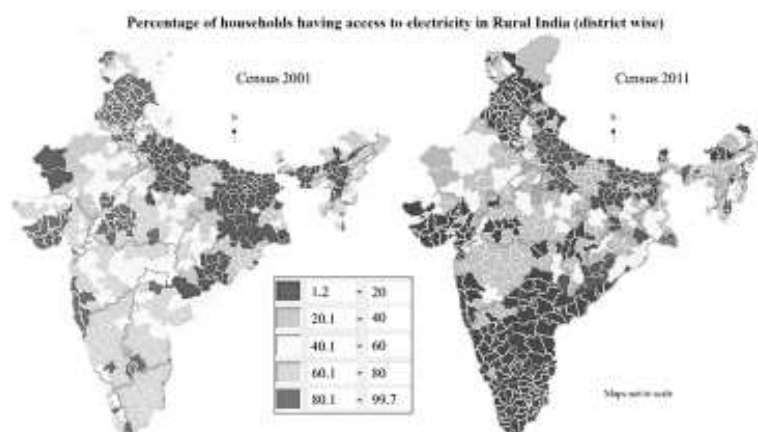 Percentage of households having access to electricity in Rural India (district wise)
Census 2001
Census 2011
1.2 - 20
20.1 - 40
40.1 - 60
60.1 - 80
80.1 - 99.7
Maps not to scale